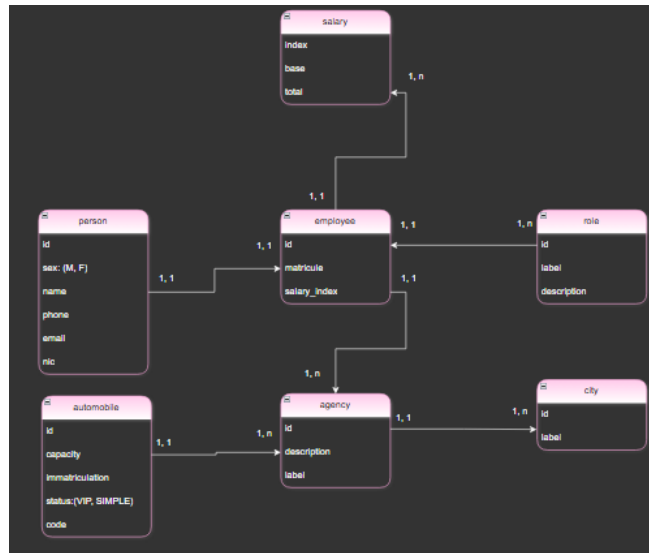 salary
index
base
total
1, n
1, 1
person
id
sex: (M, F)
name
phone
email
nic
1, 1
1, 1
employee
id
matricule
salary_index
1, 1
1, 1
1, n
role
id
label
description
1, n
automobile
id
capacity
immatriculation
status:(VIP, SIMPLE)
code
1, 1
1, n
agency
id
description
label
1, 1
1, n
city
id
label